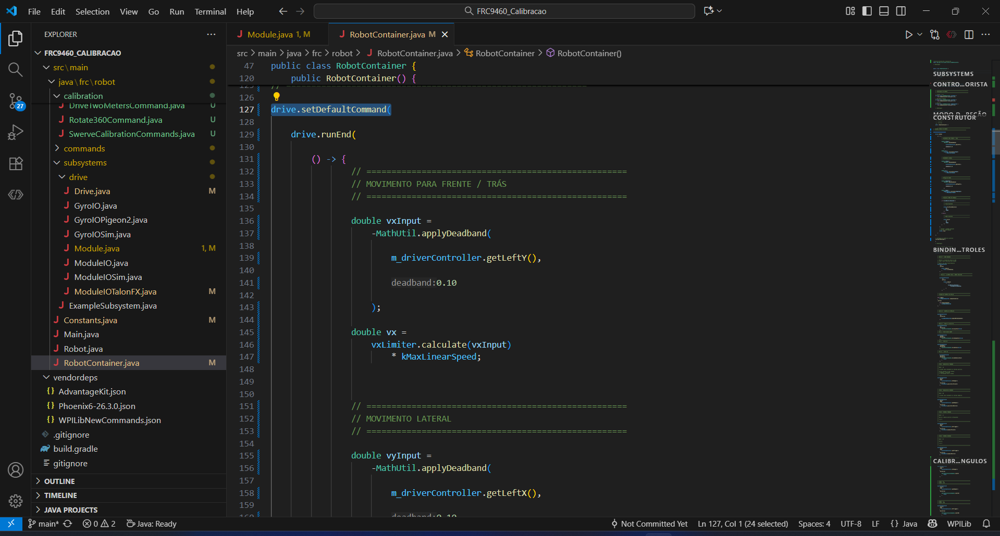 File Edit Selection View Go Run Terminal Help
FRC9460_Calibracao
EXPLORER
FRC9460_CALIBRACAO
src\main
java\frc\robot
calibration
DriveTwoMetersCommand.java U
Rotate360Command.java U
SwerveCalibrationCommands.java U
commands
subsystems
drive
Drive.java M
GyroIO.java
GyroIOPigeon2.java
GyroIOSim.java
Module.java 1, M
ModuleIO.java
ModuleIOSim.java
ModuleIOTalonFX.java M
ExampleSubsystem.java
Constants.java M
Main.java
Robot.java
RobotContainer.java M
vendordeps
AdvantageKit.json
Phoenix6-26.3.0.json
WPILibNewCommands.json
.gitignore
build.gradle
gitignore
OUTLINE
TIMELINE
JAVA PROJECTS
27
Module.java 1, M
RobotContainer.java M
src > main > java > frc > robot > RobotContainer.java > RobotContainer > RobotContainer()
47 public class RobotContainer {
120 public RobotContainer() {
125 // ==================================================
126
127 drive.setDefaultCommand(
128
129 drive.runEnd(
130
131 () -> {
132 // ====================================================
133 // MOVIMENTO PARA FRENTE / TRÁS
134 // ====================================================
135
136 double vxInput =
137 -MathUtil.applyDeadband(
138
139 m_driverController.getLeftY(),
140
141 deadband:0.10
142
143 );
144
145 double vx =
146 vxLimiter.calculate(vxInput)
147 * kMaxLinearSpeed;
148
149
150
151 // ====================================================
152 // MOVIMENTO LATERAL
153 // ====================================================
154
155 double vyInput =
156 -MathUtil.applyDeadband(
157
158 m_driverController.getLeftX(),
159
160 deadband:0.10
SUBSYSTEMS
CONTRO...ORISTA
MODO D...REÇÃO
CONSTRUTOR
BINDIN...TROLES
CALIBR...NGULOS
main* 0 2 Java: Ready
Not Committed Yet Ln 127, Col 1 (24 selected) Spaces: 4 UTF-8 LF {} Java WPILib